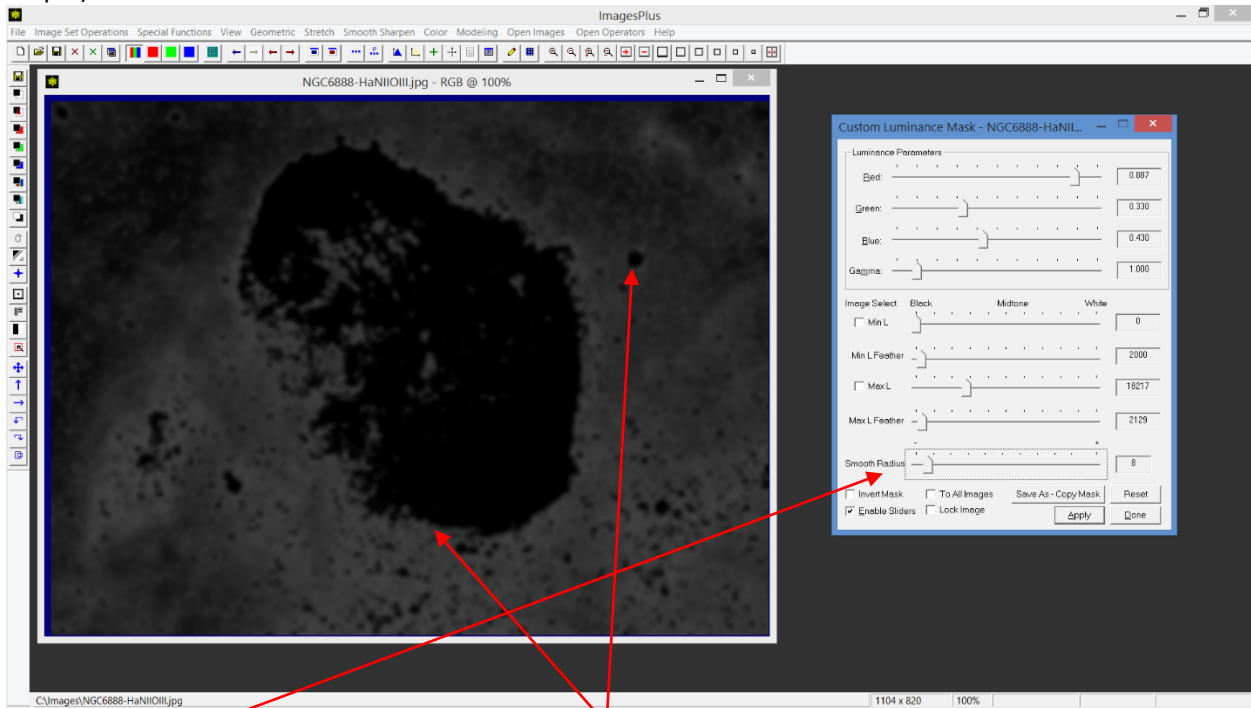 ImagesPlus
File Image Set Operations Special Functions View Geometric Stretch Smooth Sharpen Color Modeling Open Images Open Operators Help
NGC6888-HaNIIOIII.jpg - RGB @ 100%
Custom Luminance Mask - NGC6888-HaNII...
Luminance Parameters
Red: 0.887
Green: 0.330
Blue: 0.430
Gamma: 1.000
Image Select Black Midtone White
Min L 0
Min L Feather 2000
Max L 18217
Max L Feather 2129
- +
Smooth Radius 8
Invert Mask To All Images Save As - Copy Mask Reset
Enable Sliders Lock Image Apply Done
C:\Images\NGC6888-HaNIIOIII.jpg 1104 x 820 100%